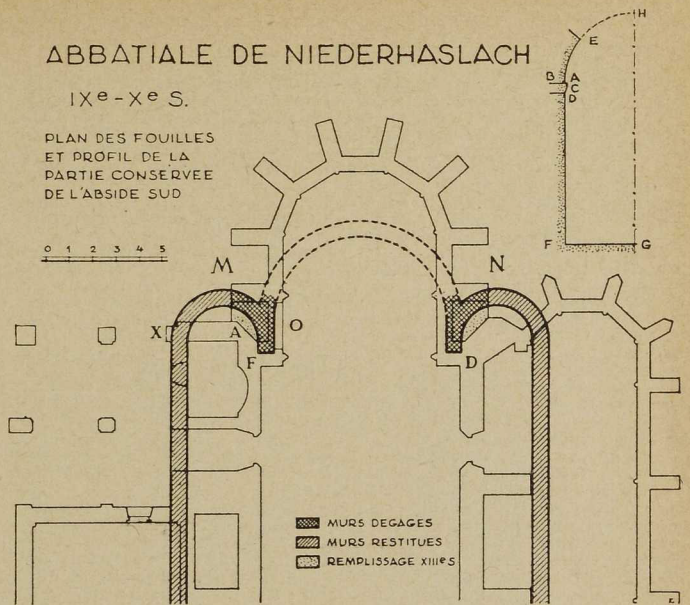 ABBATIALE DE NIEDERHASLACH
IXe-Xe S.
PLAN DES FOUILLES
ET PROFIL DE LA
PARTIE CONSERVEE
DE L'ABSIDE SUD
0 1 2 3 4 5
H
E
B A
C
D
F G
M N
X A O
F D
MURS DEGAGES
MURS RESTITUES
REMPLISSAGE XIIIeS